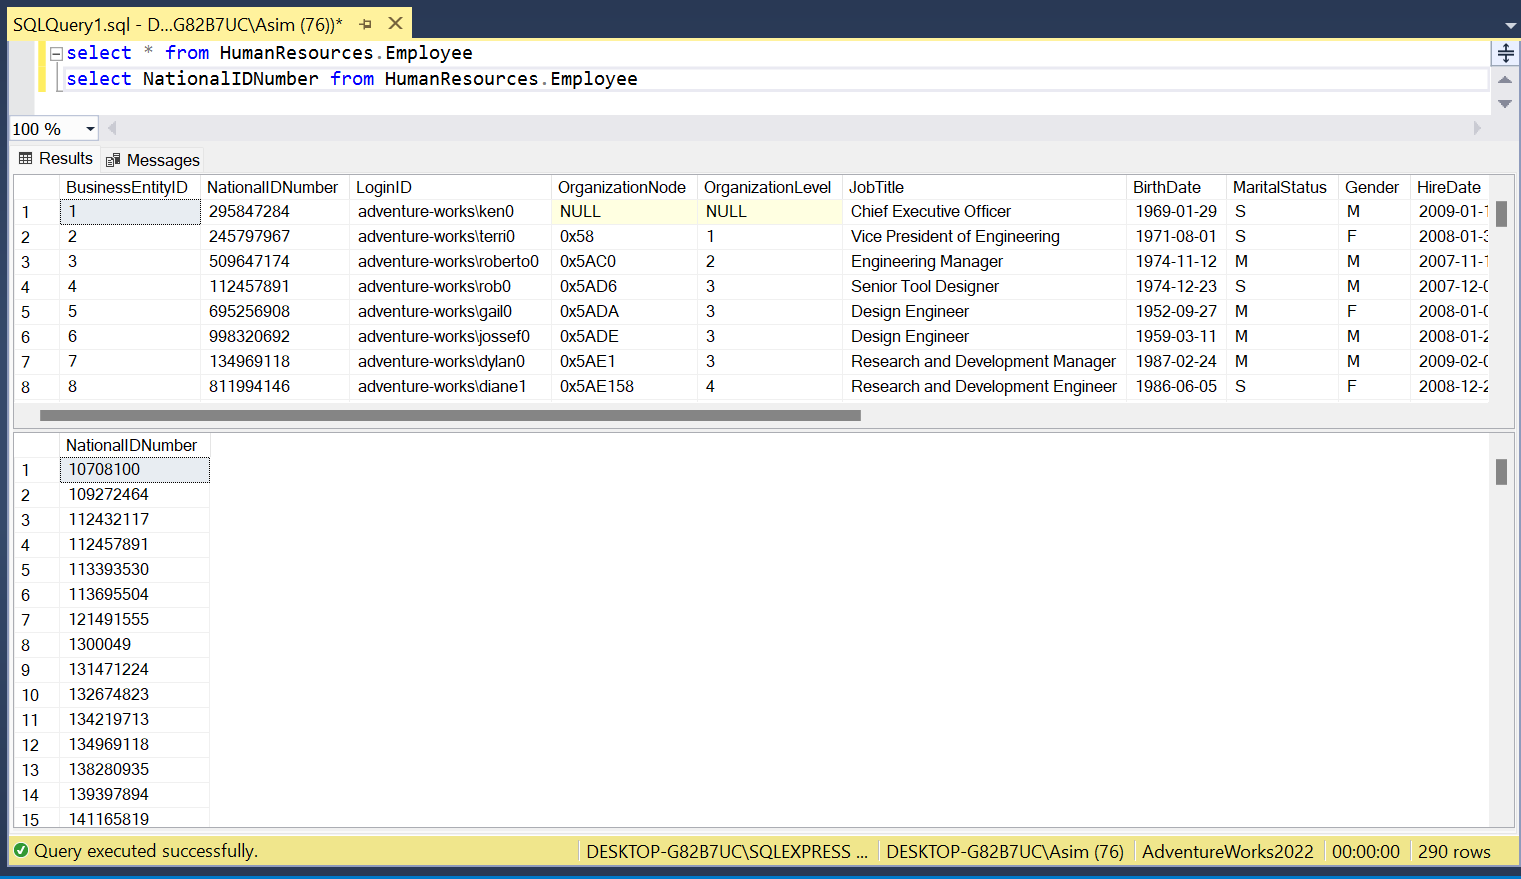 SQLQuery1.sql - D...G82B7UC\Asim (76))*
select * from HumanResources.Employee
select NationalIDNumber from HumanResources.Employee
100 %
Results Messages
BusinessEntityID NationalIDNumber LoginID OrganizationNode OrganizationLevel JobTitle BirthDate MaritalStatus Gender HireDate
1 1 295847284 adventure-works\ken0 NULL NULL Chief Executive Officer 1969-01-29 S M 2009-01-1
2 2 245797967 adventure-works\terri0 0x58 1 Vice President of Engineering 1971-08-01 S F 2008-01-3
3 3 509647174 adventure-works\roberto0 0x5AC0 2 Engineering Manager 1974-11-12 M M 2007-11-1
4 4 112457891 adventure-works\rob0 0x5AD6 3 Senior Tool Designer 1974-12-23 S M 2007-12-0
5 5 695256908 adventure-works\gail0 0x5ADA 3 Design Engineer 1952-09-27 M F 2008-01-0
6 6 998320692 adventure-works\jossef0 0x5ADE 3 Design Engineer 1959-03-11 M M 2008-01-2
7 7 134969118 adventure-works\dylan0 0x5AE1 3 Research and Development Manager 1987-02-24 M M 2009-02-0
8 8 811994146 adventure-works\diane1 0x5AE158 4 Research and Development Engineer 1986-06-05 S F 2008-12-2
NationalIDNumber
1 10708100
2 109272464
3 112432117
4 112457891
5 113393530
6 113695504
7 121491555
8 1300049
9 131471224
10 132674823
11 134219713
12 134969118
13 138280935
14 139397894
15 141165819
Query executed successfully. DESKTOP-G82B7UC\SQLEXPRESS ... DESKTOP-G82B7UC\Asim (76) AdventureWorks2022 00:00:00 290 rows